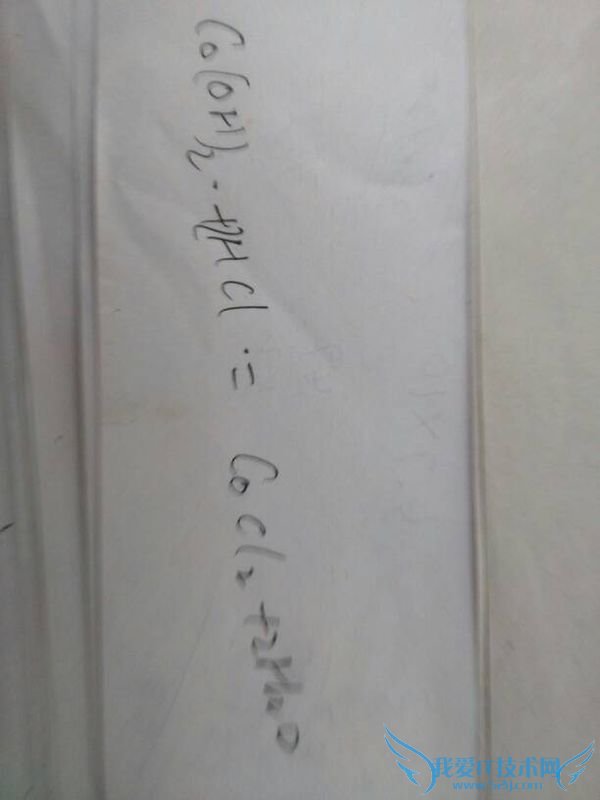 Co(OH)₂ · +2HCl · = CoCl₂ +2H₂O
我爱IT技术网